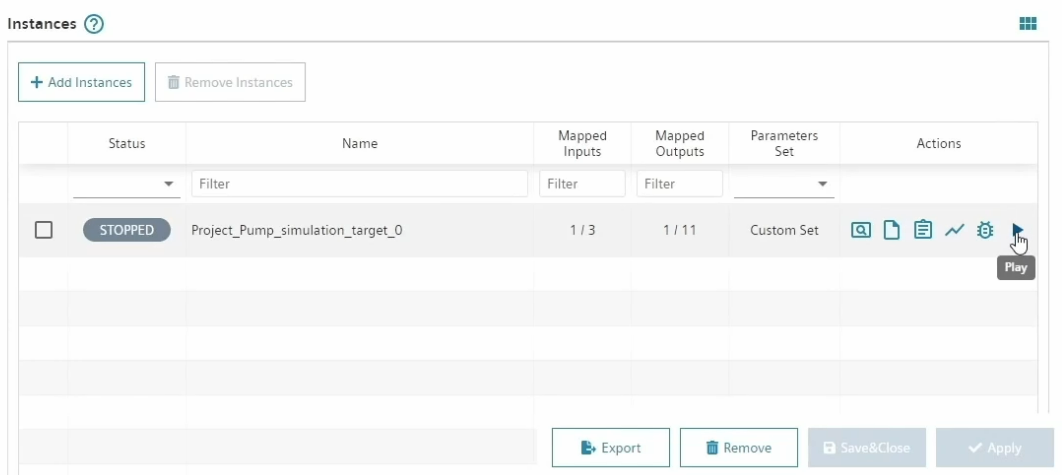 Instances ?
+ Add Instances
Remove Instances
Status
Name
Mapped
Inputs
Mapped
Outputs
Parameters
Set
Actions
Filter
Filter
Filter
STOPPED
Project_Pump_simulation_target_0
1 / 3
1 / 11
Custom Set
Play
Export
Remove
Save&Close
Apply